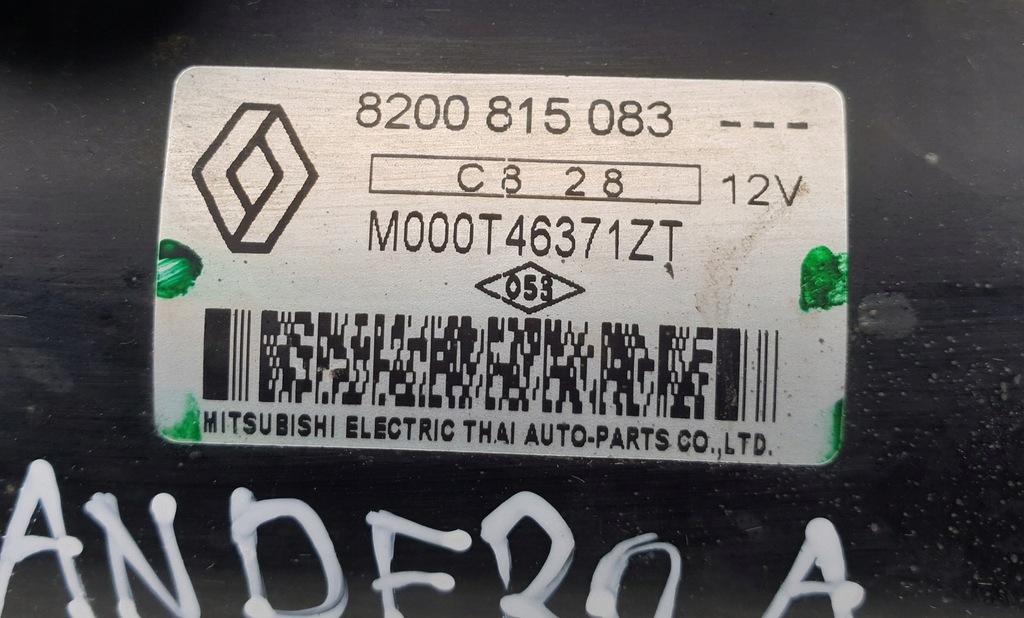 8200 815 083 ---
C8 28 12V
M000T46371ZT
053
MITSUBISHI ELECTRIC THAI AUTO-PARTS CO.,LTD.
ANDERO A